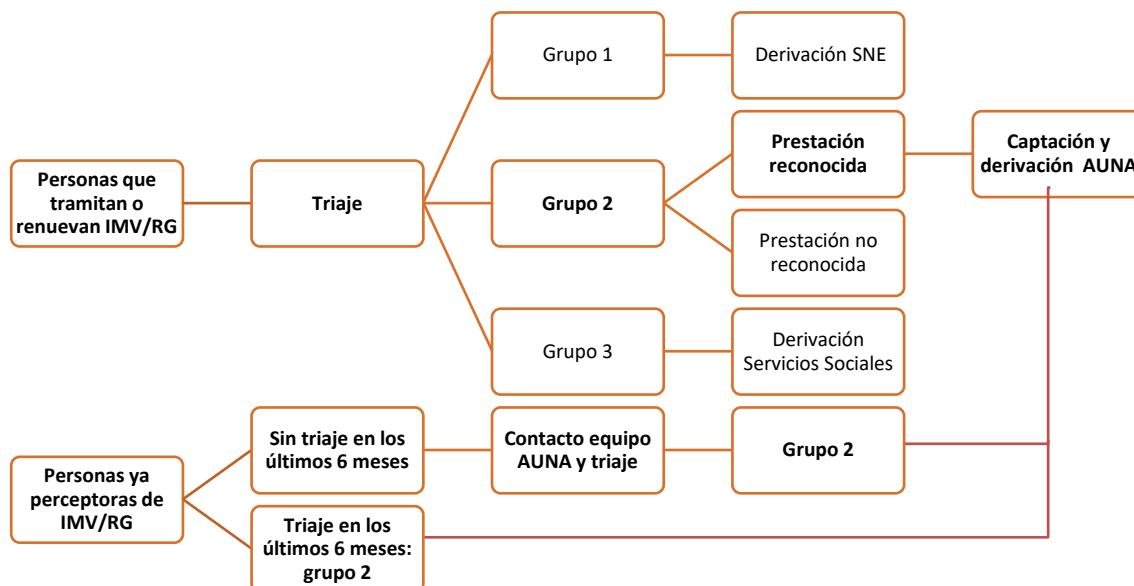 Grupo 1
Derivación SNE
Personas que
tramitan o
renuevan IMV/RG
Triaje
Grupo 2
Prestación
reconocida
Captación y
derivación AUNA
Prestación no
reconocida
Grupo 3
Derivación
Servicios Sociales
Personas ya
perceptoras de
IMV/RG
Sin triaje en los
últimos 6 meses
Contacto equipo
AUNA y triaje
Grupo 2
Triaje en los
últimos 6 meses:
grupo 2